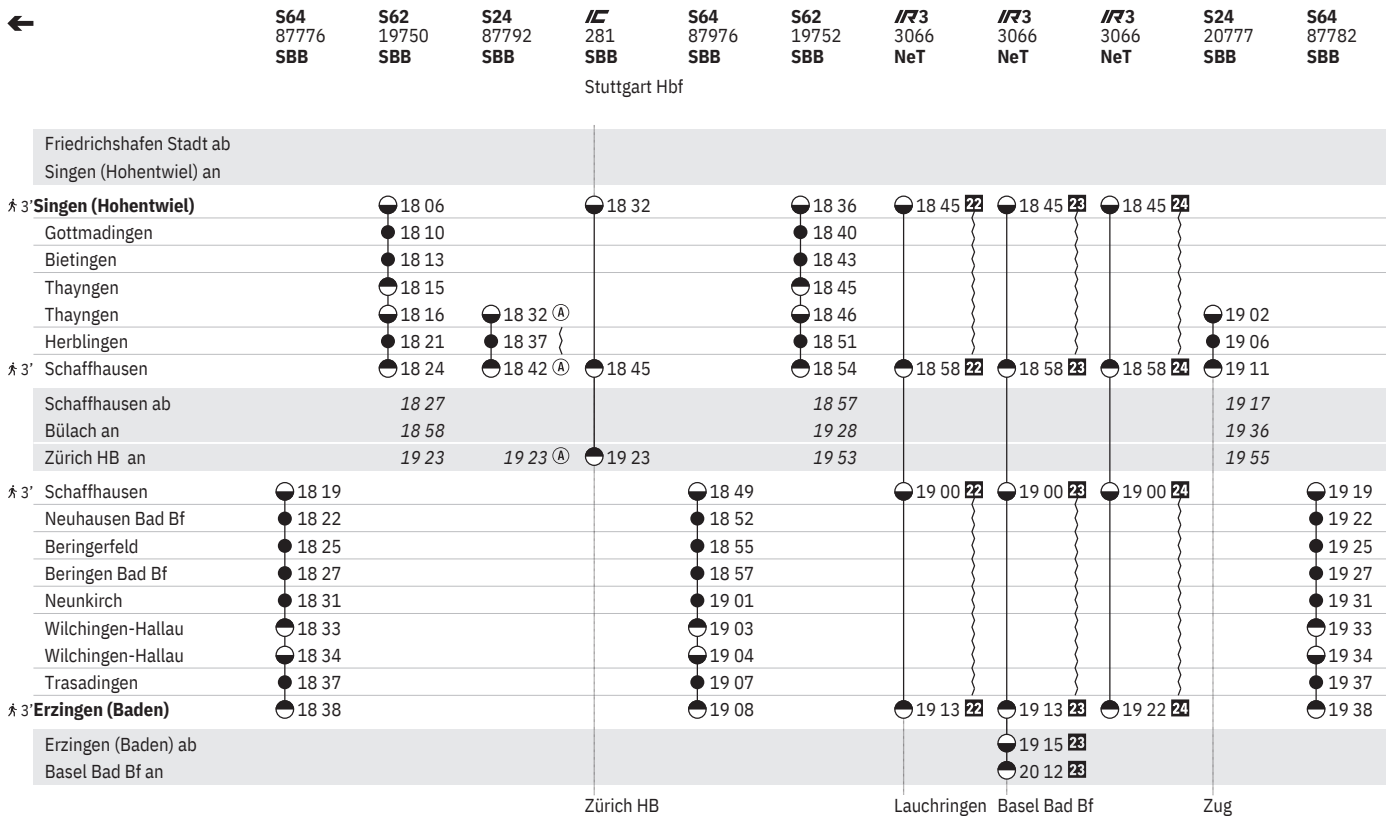 S64 S62 S24 IC S64 S62 IR3 IR3 IR3 S24 S64
87776 19750 87792 281 87976 19752 3066 3066 3066 20777 87782
SBB SBB SBB SBB SBB SBB NeT NeT NeT SBB SBB
Stuttgart Hbf
Friedrichshafen Stadt ab
Singen (Hohentwiel) an
3' Singen (Hohentwiel) 18 06 18 32 18 36 18 45 22 18 45 23 18 45 24
Gottmadingen 18 10 18 40
Bietingen 18 13 18 43
Thayngen 18 15 18 45
Thayngen 18 16 18 32 Ⓐ 18 46 19 02
Herblingen 18 21 18 37 18 51 19 06
3' Schaffhausen 18 24 18 42 Ⓐ 18 45 18 54 18 58 22 18 58 23 18 58 24 19 11
Schaffhausen ab 18 27 18 57 19 17
Bülach an 18 58 19 28 19 36
Zürich HB an 19 23 19 23 Ⓐ 19 23 19 53 19 55
3' Schaffhausen 18 19 18 49 19 00 22 19 00 23 19 00 24 19 19
Neuhausen Bad Bf 18 22 18 52 19 22
Beringerfeld 18 25 18 55 19 25
Beringen Bad Bf 18 27 18 57 19 27
Neunkirch 18 31 19 01 19 31
Wilchingen-Hallau 18 33 19 03 19 33
Wilchingen-Hallau 18 34 19 04 19 34
Trasadingen 18 37 19 07 19 37
3' Erzingen (Baden) 18 38 19 08 19 13 22 19 13 23 19 22 24 19 38
Erzingen (Baden) ab 19 15 23
Basel Bad Bf an 20 12 23
Zürich HB Lauchringen Basel Bad Bf Zug